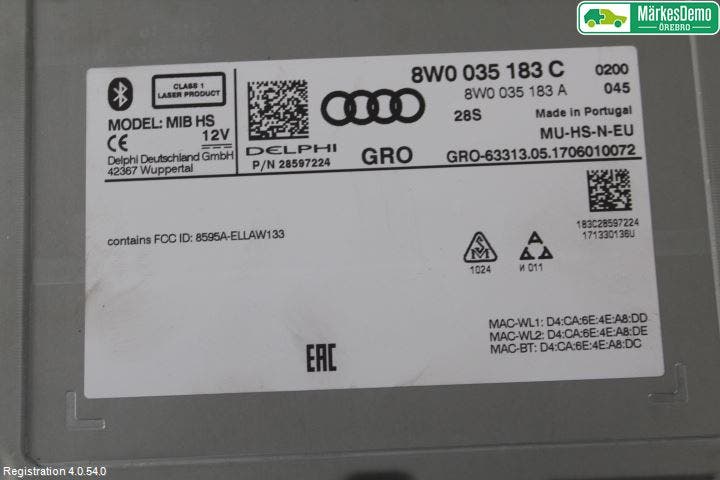 MärkesDemo
ÖREBRO
CLASS 1
LASER PRODUCT
MODEL: MIB HS
12V
CE
Delphi Deutschland GmbH
42367 Wuppertal
DELPHI
P/N 28597224
8W0 035 183 C 0200
8W0 035 183 A 045
28S Made in Portugal
MU-HS-N-EU
GRO GRO-63313.05.1706010072
183C28597224
171330136U
contains FCC ID: 8595A-ELLAW133
SM
1024
И 011
MAC-WL1: D4:CA:6E:4E:A8:DD
MAC-WL2: D4:CA:6E:4E:A8:DE
MAC-BT: D4:CA:6E:4E:A8:DC
EAC
Registration 4.0.54.0